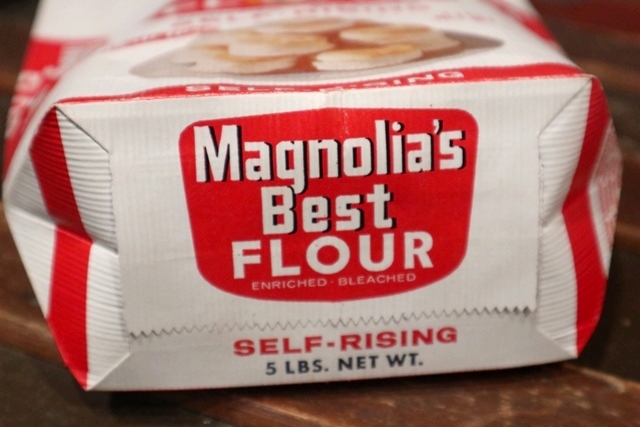 SELF-RISING
Magnolia's
Best
FLOUR
ENRICHED · BLEACHED
SELF-RISING
5 LBS. NET WT.